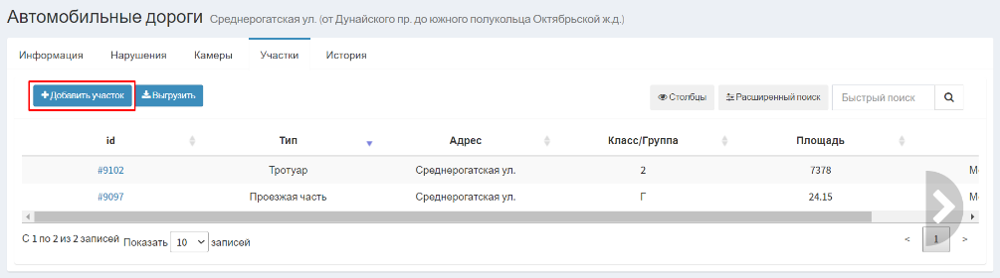 Автомобильные дороги Среднерогатская ул. (от Дунайского пр. до южного полукольца Октябрьской ж.д.)
Информация Нарушения Камеры Участки История
Добавить участок Выгрузить Столбцы Расширенный поиск Быстрый поиск
id Тип Адрес Класс/Группа Площадь
#9102 Тротуар Среднерогатская ул. 2 7378
#9097 Проезжая часть Среднерогатская ул. Г 24.15
С 1 по 2 из 2 записей Показать 10 записей < 1 >